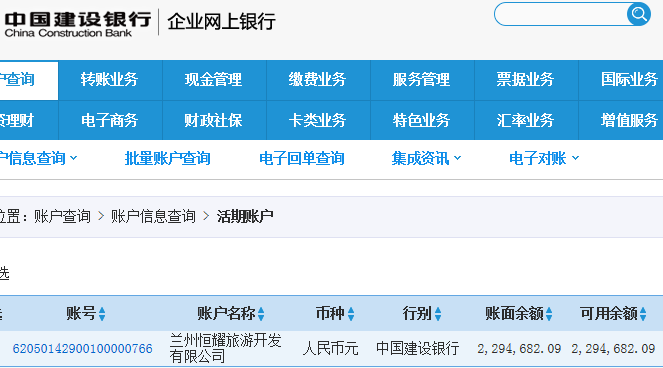 中国建设银行 企业网上银行
China Construction Bank
户查询 转账业务 现金管理 缴费业务 服务管理 票据业务 国际业务
资理财 电子商务 财政社保 卡类业务 特色业务 汇率业务 增值服务
户信息查询 批量账户查询 电子回单查询 集成资讯 电子对账
位置：账户查询 > 账户信息查询 > 活期账户
选
账号 账户名称 币种 行别 账面余额 可用余额
62050142900100000766 兰州恒耀旅游开发有限公司 人民币元 中国建设银行 2,294,682.09 2,294,682.09